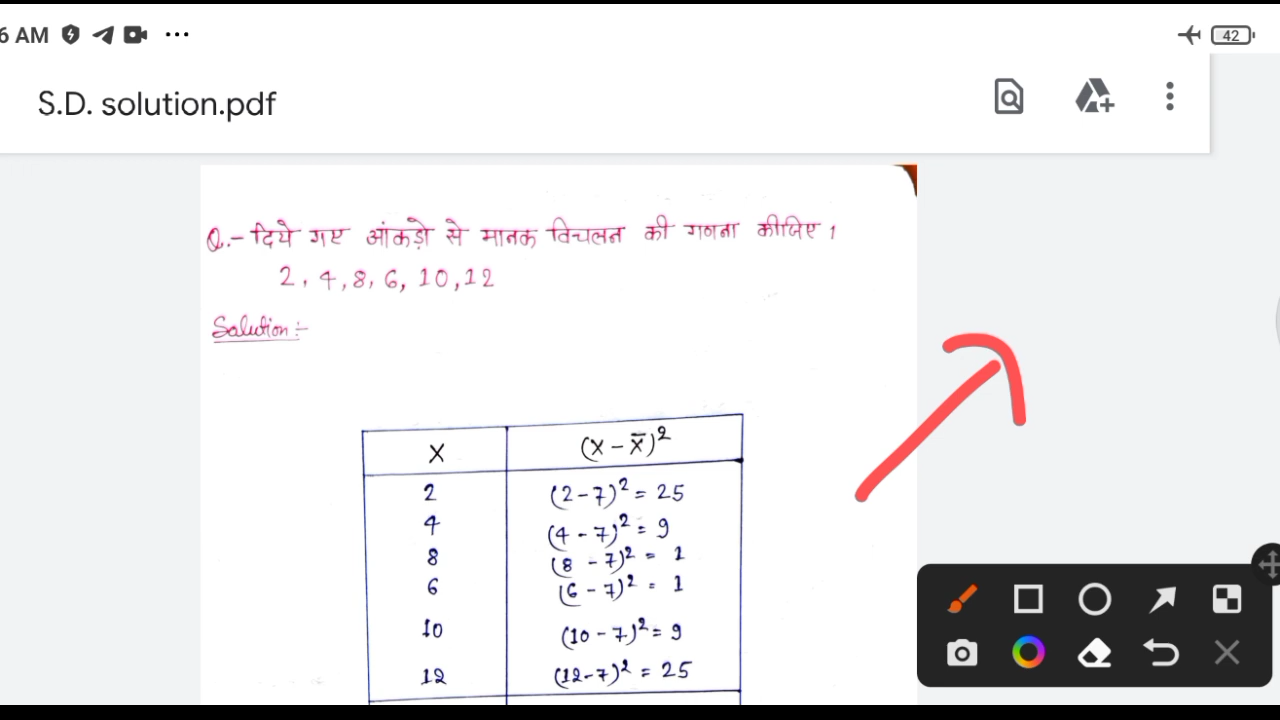 6 AM
42
S.D. solution.pdf
Q.- दिये गए आंकड़ो से मानक विचलन की गणना कीजिए।
2, 4, 8, 6, 10, 12
Solution :-
X (X - X̄)²
2 (2-7)² = 25
4 (4-7)² = 9
8 (8-7)² = 1
6 (6-7)² = 1
10 (10-7)² = 9
12 (12-7)² = 25